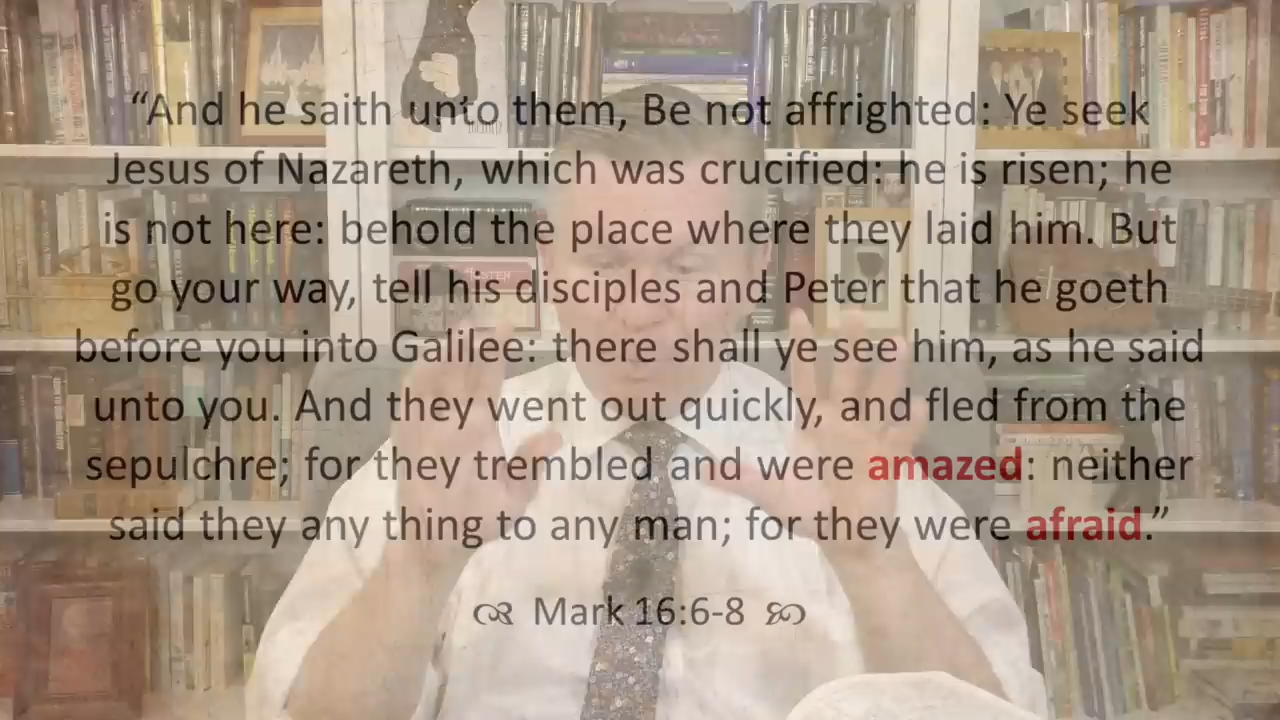 “And he saith unto them, Be not affrighted: Ye seek
Jesus of Nazareth, which was crucified: he is risen; he
is not here: behold the place where they laid him. But
go your way, tell his disciples and Peter that he goeth
before you into Galilee: there shall ye see him, as he said
unto you. And they went out quickly, and fled from the
sepulchre; for they trembled and were amazed: neither
said they any thing to any man; for they were afraid.”
Mark 16:6-8